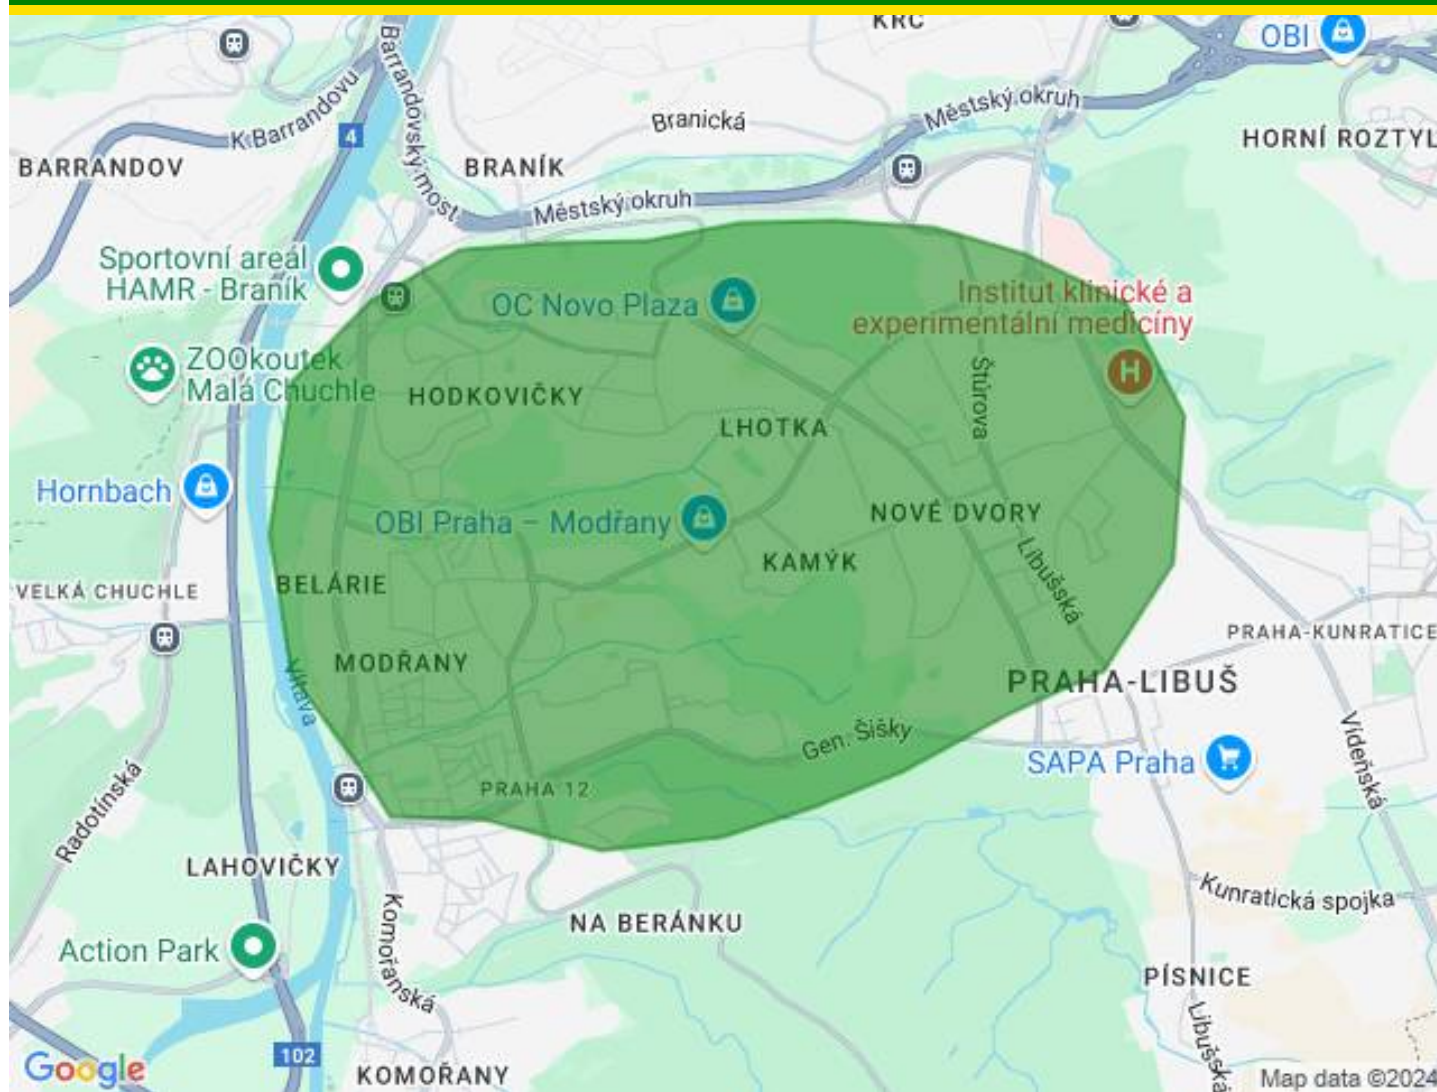 KRČ
OBI
Barrandovský most
K Barrandovu
4
Branická
Městský okruh
HORNÍ ROZTYL
BARRANDOV
BRANÍK
Městský okruh
Sportovní areál
HAMR - Braník
OC Novo Plaza
Institut klinické a
experimentální medicíny
H
ZOOkoutek
Malá Chuchle
HODKOVIČKY
Štúrova
LHOTKA
Hornbach
OBI Praha – Modřany
NOVÉ DVORY
KAMÝK
Libušská
BELÁRIE
VELKÁ CHUCHLE
PRAHA-KUNRATICE
MODŘANY
Vltava
PRAHA-LIBUŠ
Gen. Šišky
SAPA Praha
Vídeňská
PRAHA 12
Radotínská
LAHOVIČKY
Kunratická spojka
Komořanská
NA BERÁNKU
Action Park
PÍSNICE
Libušská
102
Google
KOMOŘANY
Map data ©2024